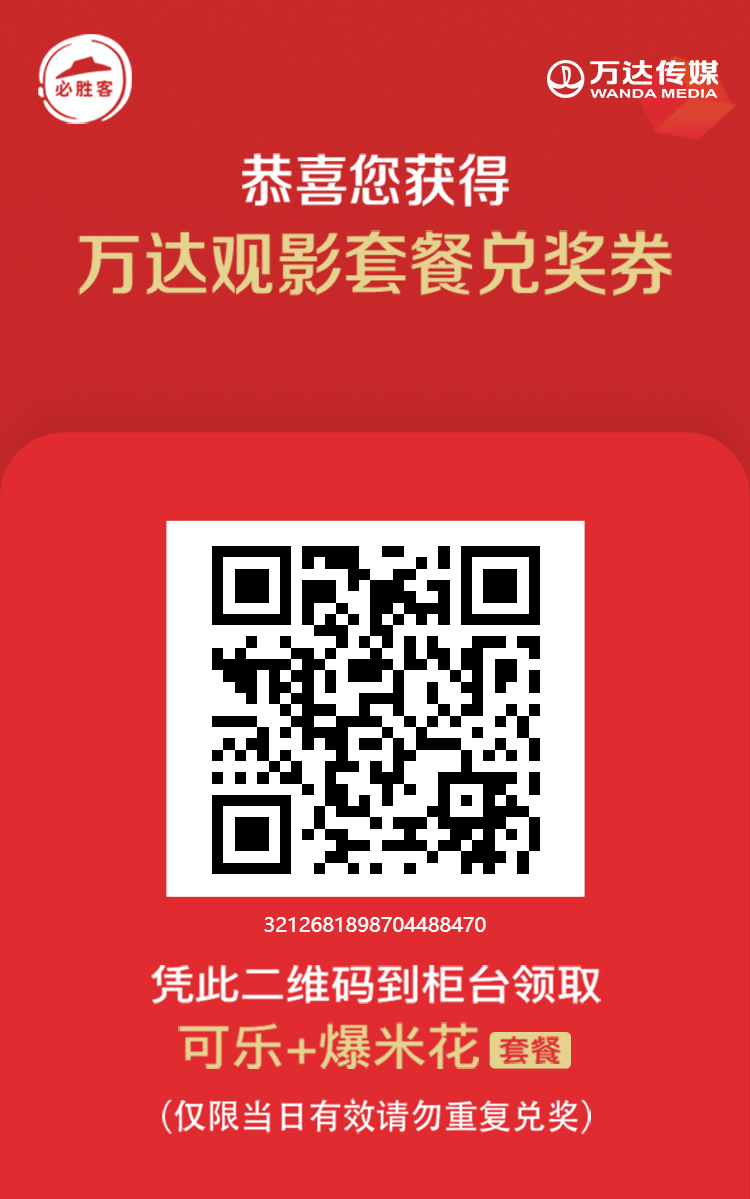 必胜客
万达传媒
WANDA MEDIA
恭喜您获得
万达观影套餐兑奖券
3212681898704488470
凭此二维码到柜台领取
可乐+爆米花 套餐
(仅限当日有效请勿重复兑奖)